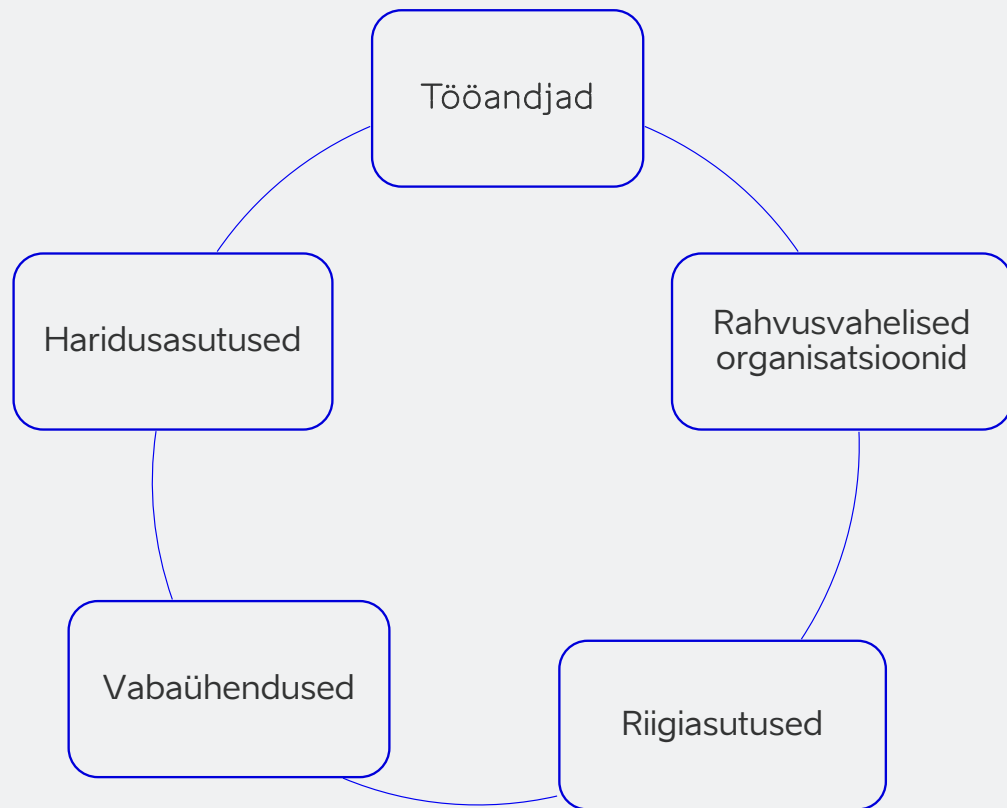 Tööandjad
Haridusasutused
Rahvusvahelised
organisatsioonid
Vabaühendused
Riigiasutused